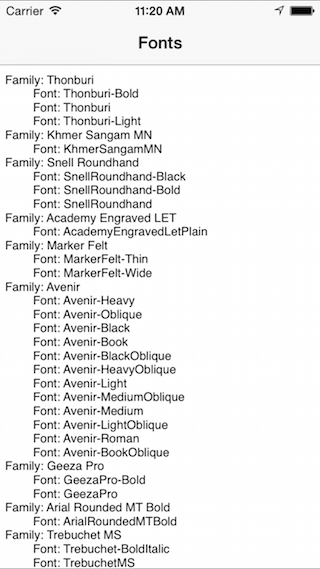 Carrier 11:20 AM
Fonts
Family: Thonburi
Font: Thonburi-Bold
Font: Thonburi
Font: Thonburi-Light
Family: Khmer Sangam MN
Font: KhmerSangamMN
Family: Snell Roundhand
Font: SnellRoundhand-Black
Font: SnellRoundhand-Bold
Font: SnellRoundhand
Family: Academy Engraved LET
Font: AcademyEngravedLetPlain
Family: Marker Felt
Font: MarkerFelt-Thin
Font: MarkerFelt-Wide
Family: Avenir
Font: Avenir-Heavy
Font: Avenir-Oblique
Font: Avenir-Black
Font: Avenir-Book
Font: Avenir-BlackOblique
Font: Avenir-HeavyOblique
Font: Avenir-Light
Font: Avenir-MediumOblique
Font: Avenir-Medium
Font: Avenir-LightOblique
Font: Avenir-Roman
Font: Avenir-BookOblique
Family: Geeza Pro
Font: GeezaPro-Bold
Font: GeezaPro
Family: Arial Rounded MT Bold
Font: ArialRoundedMTBold
Family: Trebuchet MS
Font: Trebuchet-BoldItalic
Font: TrebuchetMS